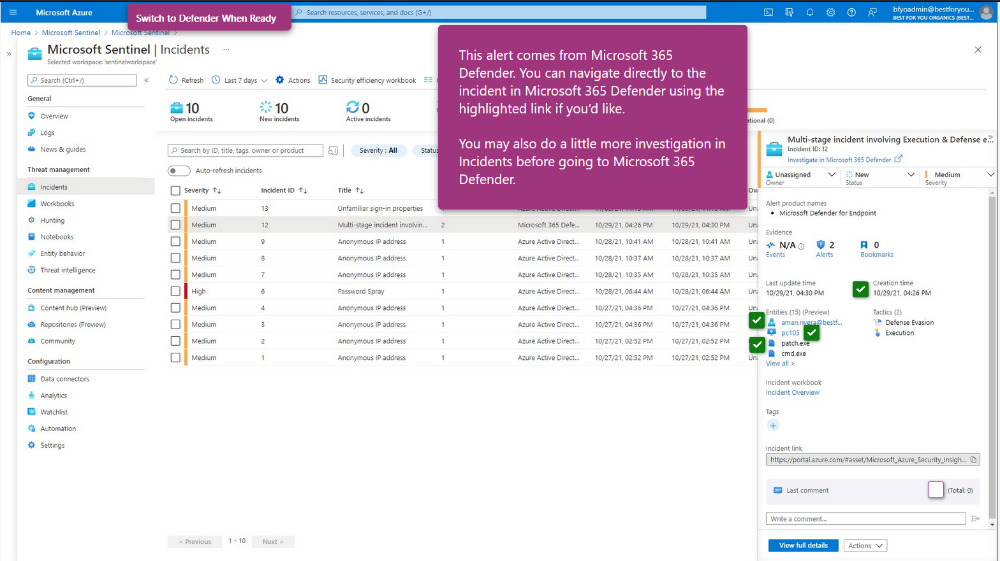 Microsoft Azure
Switch to Defender When Ready
Search resources, services, and docs (G+/)
bfyoadmin@bestforyou...
BEST FOR YOU ORGANICS (BEST...
Home > Microsoft Sentinel > Microsoft Sentinel >
Microsoft Sentinel | Incidents ...
Selected workspace: 'sentinelworkspace'
Search (Ctrl+/)
General
Overview
Logs
News & guides
Threat management
Incidents
Workbooks
Hunting
Notebooks
Entity behavior
Threat intelligence
Content management
Content hub (Preview)
Repositories (Preview)
Community
Configuration
Data connectors
Analytics
Watchlist
Automation
Settings
Refresh Last 7 days Actions Security efficiency workbook
10 Open incidents
10 New incidents
0 Active incidents
ational (0)
This alert comes from Microsoft 365
Defender. You can navigate directly to the
incident in Microsoft 365 Defender using the
highlighted link if you'd like.
You may also do a little more investigation in
Incidents before going to Microsoft 365
Defender.
Search by ID, title, tags, owner or product
Severity : All
Status
Auto-refresh incidents
Severity Incident ID Title Ow
Medium 13 Unfamiliar sign-in properties
Medium 12 Multi-stage incident involvin... 2 Microsoft 365 Defe... 10/29/21, 04:26 PM 10/29/21, 04:30 PM Una
Medium 9 Anonymous IP address 1 Azure Active Direct... 10/28/21, 10:41 AM 10/28/21, 10:41 AM Una
Medium 8 Anonymous IP address 1 Azure Active Direct... 10/28/21, 10:37 AM 10/28/21, 10:37 AM Una
Medium 7 Anonymous IP address 1 Azure Active Direct... 10/28/21, 10:35 AM 10/28/21, 10:35 AM Una
High 6 Password Spray 1 Azure Active Direct... 10/28/21, 06:44 AM 10/28/21, 06:44 AM Una
Medium 4 Anonymous IP address 1 Azure Active Direct... 10/27/21, 04:36 PM 10/27/21, 04:36 PM
Medium 3 Anonymous IP address 1 Azure Active Direct... 10/27/21, 04:36 PM 10/27/21, 04:36 PM
Medium 2 Anonymous IP address 1 Azure Active Direct... 10/27/21, 02:52 PM 10/27/21, 02:52 PM
Medium 1 Anonymous IP address 1 Azure Active Direct... 10/27/21, 02:52 PM 10/27/21, 02:52 PM Una
< Previous 1 - 10 Next >
Multi-stage incident involving Execution & Defense e...
Incident ID: 12
Investigate in Microsoft 365 Defender
Unassigned New Medium
Owner Status Severity
Alert product names
• Microsoft Defender for Endpoint
Evidence
N/A 2 0
Events Alerts Bookmarks
Last update time Creation time
10/29/21, 04:30 PM 10/29/21, 04:26 PM
Entities (15) (Preview) Tactics (2)
amari.rivera@bestf... Defense Evasion
pc105 Execution
patch.exe
cmd.exe
View all >
Incident workbook
Incident Overview
Tags
Incident link
https://portal.azure.com/#asset/Microsoft_Azure_Security_Insigh...
Last comment (Total: 0)
Write a comment...
View full details Actions